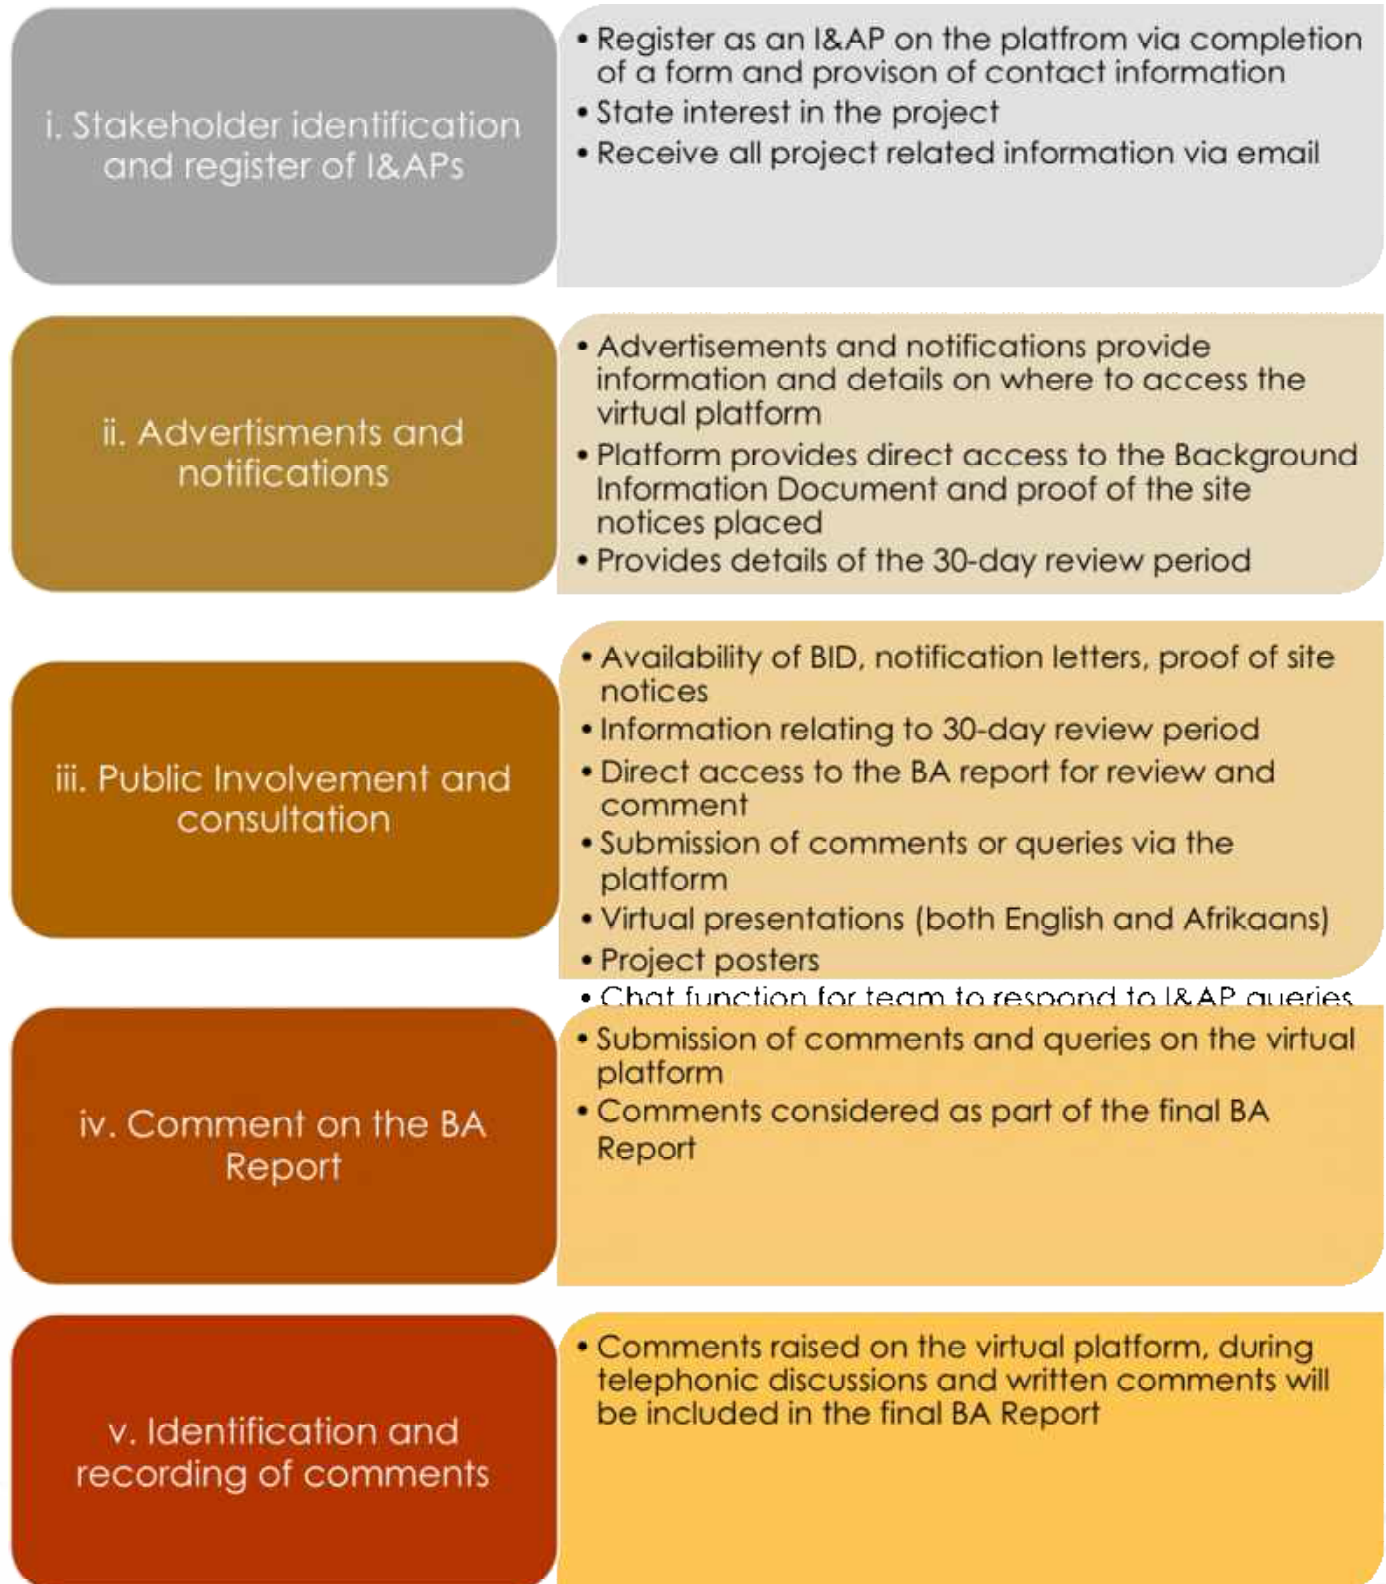 i. Stakeholder identification
and register of I&APs
• Register as an I&AP on the platfrom via completion
of a form and provison of contact information
• State interest in the project
• Receive all project related information via email
ii. Advertisments and
notifications
• Advertisements and notifications provide
information and details on where to access the
virtual platform
• Platform provides direct access to the Background
Information Document and proof of the site
notices placed
• Provides details of the 30-day review period
iii. Public Involvement and
consultation
• Availability of BID, notification letters, proof of site
notices
• Information relating to 30-day review period
• Direct access to the BA report for review and
comment
• Submission of comments or queries via the
platform
• Virtual presentations (both English and Afrikaans)
• Project posters
• Chat function for team to respond to I&AP queries
iv. Comment on the BA
Report
• Submission of comments and queries on the virtual
platform
• Comments considered as part of the final BA
Report
v. Identification and
recording of comments
• Comments raised on the virtual platform, during
telephonic discussions and written comments will
be included in the final BA Report